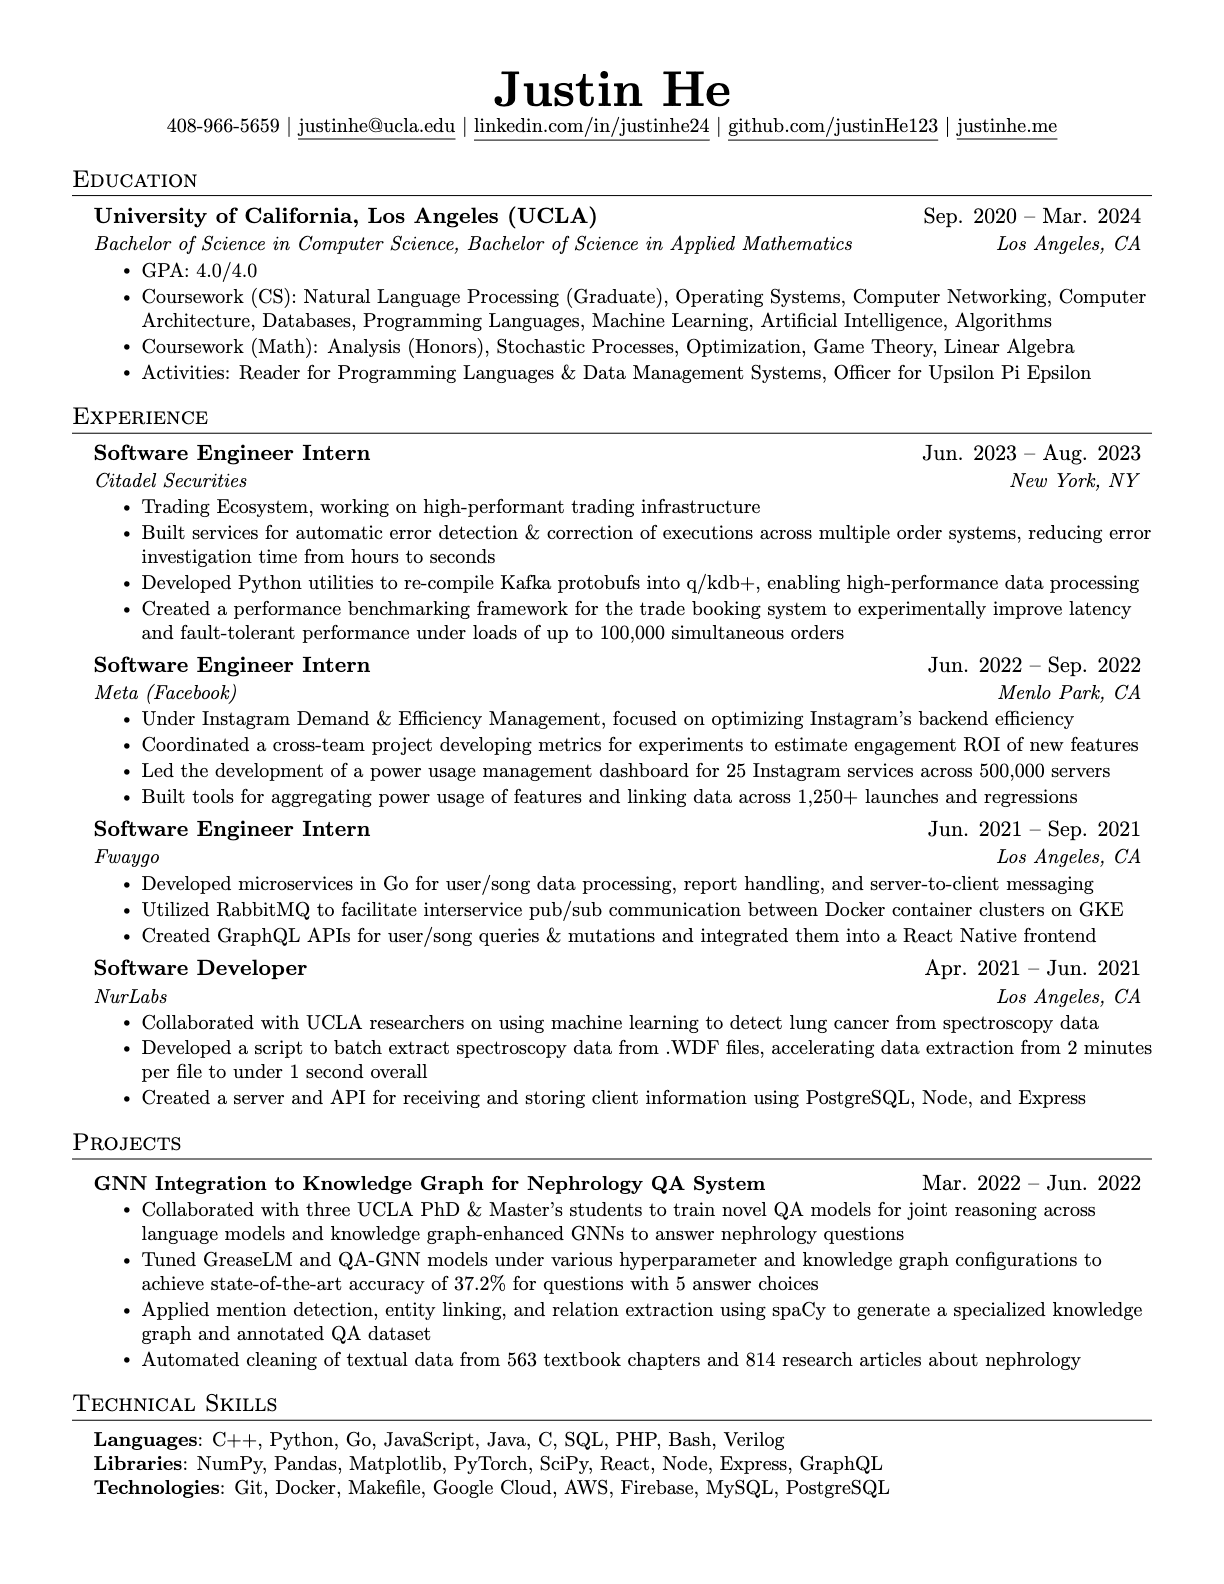 Justin He
408-966-5659 | justinhe@ucla.edu | linkedin.com/in/justinhe24 | github.com/justinHe123 | justinhe.me
Education
University of California, Los Angeles (UCLA) Sep. 2020 – Mar. 2024
Bachelor of Science in Computer Science, Bachelor of Science in Applied Mathematics Los Angeles, CA
• GPA: 4.0/4.0
• Coursework (CS): Natural Language Processing (Graduate), Operating Systems, Computer Networking, Computer
Architecture, Databases, Programming Languages, Machine Learning, Artificial Intelligence, Algorithms
• Coursework (Math): Analysis (Honors), Stochastic Processes, Optimization, Game Theory, Linear Algebra
• Activities: Reader for Programming Languages & Data Management Systems, Officer for Upsilon Pi Epsilon
Experience
Software Engineer Intern Jun. 2023 – Aug. 2023
Citadel Securities New York, NY
• Trading Ecosystem, working on high-performant trading infrastructure
• Built services for automatic error detection & correction of executions across multiple order systems, reducing error
investigation time from hours to seconds
• Developed Python utilities to re-compile Kafka protobufs into q/kdb+, enabling high-performance data processing
• Created a performance benchmarking framework for the trade booking system to experimentally improve latency
and fault-tolerant performance under loads of up to 100,000 simultaneous orders
Software Engineer Intern Jun. 2022 – Sep. 2022
Meta (Facebook) Menlo Park, CA
• Under Instagram Demand & Efficiency Management, focused on optimizing Instagram's backend efficiency
• Coordinated a cross-team project developing metrics for experiments to estimate engagement ROI of new features
• Led the development of a power usage management dashboard for 25 Instagram services across 500,000 servers
• Built tools for aggregating power usage of features and linking data across 1,250+ launches and regressions
Software Engineer Intern Jun. 2021 – Sep. 2021
Fwaygo Los Angeles, CA
• Developed microservices in Go for user/song data processing, report handling, and server-to-client messaging
• Utilized RabbitMQ to facilitate interservice pub/sub communication between Docker container clusters on GKE
• Created GraphQL APIs for user/song queries & mutations and integrated them into a React Native frontend
Software Developer Apr. 2021 – Jun. 2021
NurLabs Los Angeles, CA
• Collaborated with UCLA researchers on using machine learning to detect lung cancer from spectroscopy data
• Developed a script to batch extract spectroscopy data from .WDF files, accelerating data extraction from 2 minutes
per file to under 1 second overall
• Created a server and API for receiving and storing client information using PostgreSQL, Node, and Express
Projects
GNN Integration to Knowledge Graph for Nephrology QA System Mar. 2022 – Jun. 2022
• Collaborated with three UCLA PhD & Master's students to train novel QA models for joint reasoning across
language models and knowledge graph-enhanced GNNs to answer nephrology questions
• Tuned GreaseLM and QA-GNN models under various hyperparameter and knowledge graph configurations to
achieve state-of-the-art accuracy of 37.2% for questions with 5 answer choices
• Applied mention detection, entity linking, and relation extraction using spaCy to generate a specialized knowledge
graph and annotated QA dataset
• Automated cleaning of textual data from 563 textbook chapters and 814 research articles about nephrology
Technical Skills
Languages: C++, Python, Go, JavaScript, Java, C, SQL, PHP, Bash, Verilog
Libraries: NumPy, Pandas, Matplotlib, PyTorch, SciPy, React, Node, Express, GraphQL
Technologies: Git, Docker, Makefile, Google Cloud, AWS, Firebase, MySQL, PostgreSQL